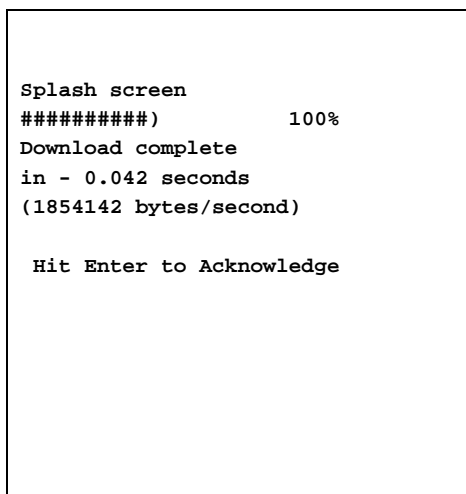 Splash screen
##########)          100%
Download complete
in - 0.042 seconds
(1854142 bytes/second)
Hit Enter to Acknowledge